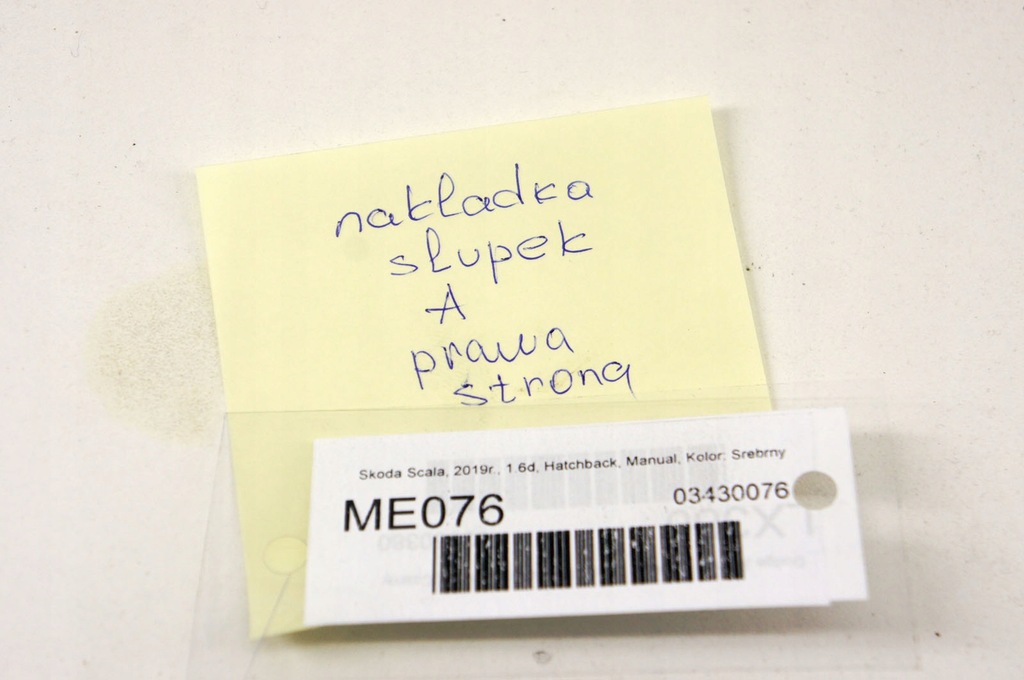 nakładka
słupek
A
prawa
strona
Skoda Scala, 2019r., 1.6d, Hatchback, Manual, Kolor: Srebrny
ME076 03430076